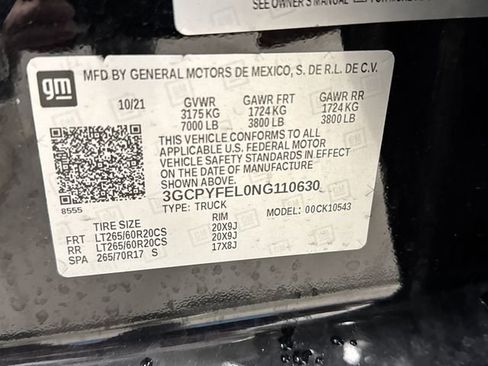 SEE OWNER'S MANUAL
gm
MFD BY GENERAL MOTORS DE MEXICO, S. DE R.L. DE C.V.
10/21 GVWR GAWR FRT GAWR RR
3175 KG 1724 KG 1724 KG
7000 LB 3800 LB 3800 LB
THIS VEHICLE CONFORMS TO ALL
APPLICABLE U.S. FEDERAL MOTOR
VEHICLE SAFETY STANDARDS IN EFFECT
ON THE DATE OF MANUFACTURE SHOWN ABOVE.
3GCPYFEL0NG110630
8555 TYPE: TRUCK MODEL: 00CK10543
TIRE SIZE RIM
FRT LT265/60R20CS 20X9J
RR LT265/60R20CS 20X9J
SPA 265/70R17 S 17X8J